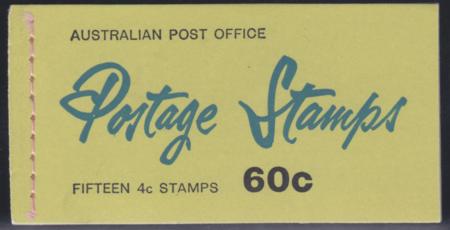 AUSTRALIAN POST OFFICE
Postage Stamps
FIFTEEN 4c STAMPS 60c